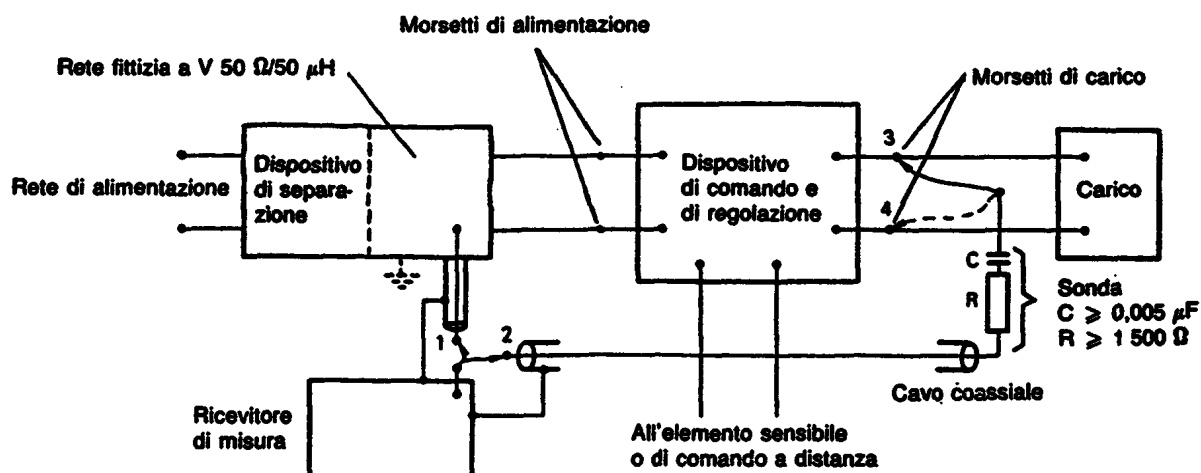 Morsetti di alimentazione
Rete fittizia a V 50 Ω/50 μH
Morsetti di carico
Rete di alimentazione
Dispositivo
di separa-
zione
Dispositivo
di comando e
di regolazione
3
4
Carico
C
R
Sonda
C ⩾ 0,005 μF
R ⩾ 1 500 Ω
1
2
Cavo coassiale
Ricevitore
di misura
All'elemento sensibile
o di comando a distanza